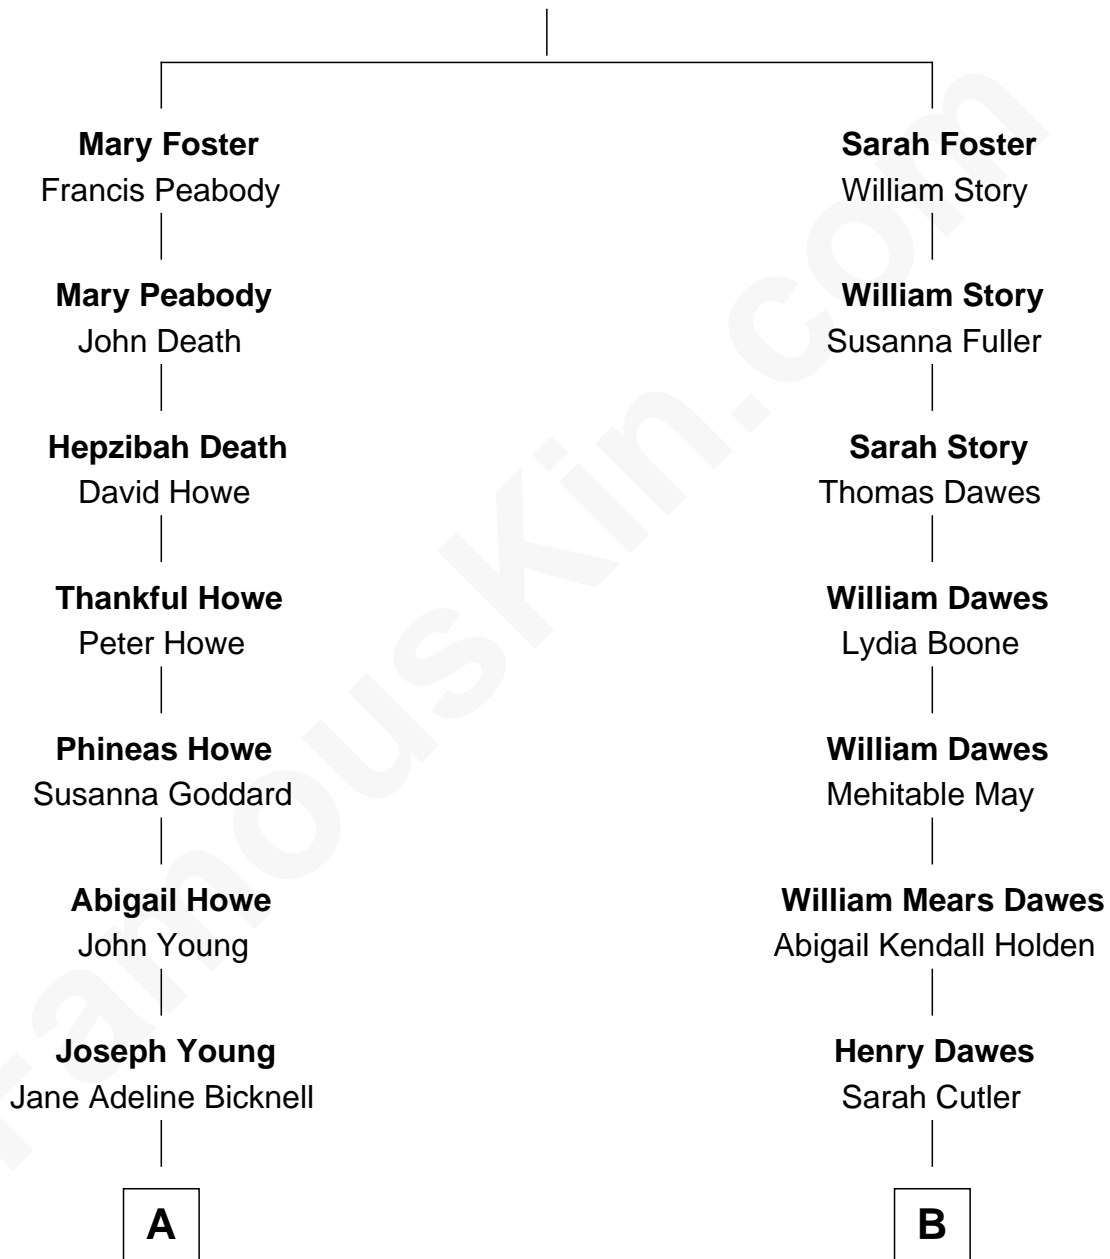 Mary Foster
Francis Peabody
Mary Peabody
John Death
Hepzibah Death
David Howe
Thankful Howe
Peter Howe
Phineas Howe
Susanna Goddard
Abigail Howe
John Young
Joseph Young
Jane Adeline Bicknell
A
Sarah Foster
William Story
William Story
Susanna Fuller
Sarah Story
Thomas Dawes
William Dawes
Lydia Boone
William Dawes
Mehitable May
William Mears Dawes
Abigail Kendall Holden
Henry Dawes
Sarah Cutler
B
FamousKin.com